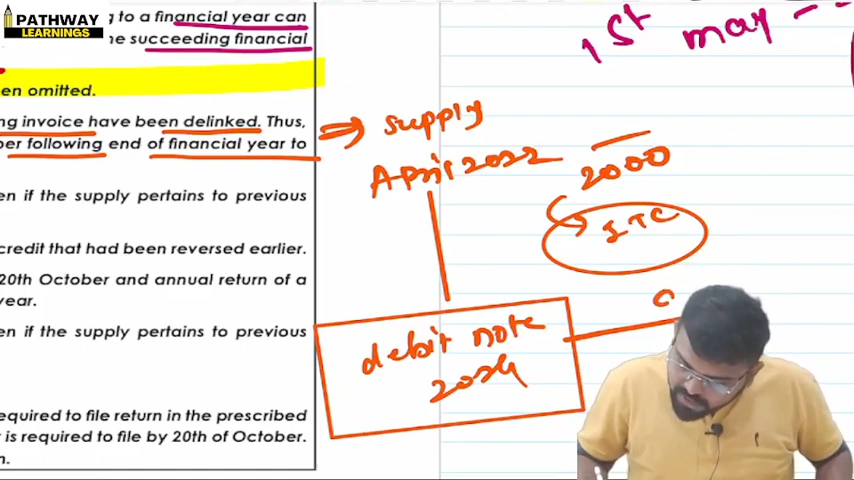 PATHWAY
LEARNINGS
to a financial year can
he succeeding financial
en omitted.
ng invoice have been delinked. Thus,
er following end of financial year to
en if the supply pertains to previous
credit that had been reversed earlier.
20th October and annual return of a
year.
en if the supply pertains to previous
equired to file return in the prescribed
r is required to file by 20th of October.
n.
1st may -
⇒ supply
April 2022
2000
ITC
debit note
2024